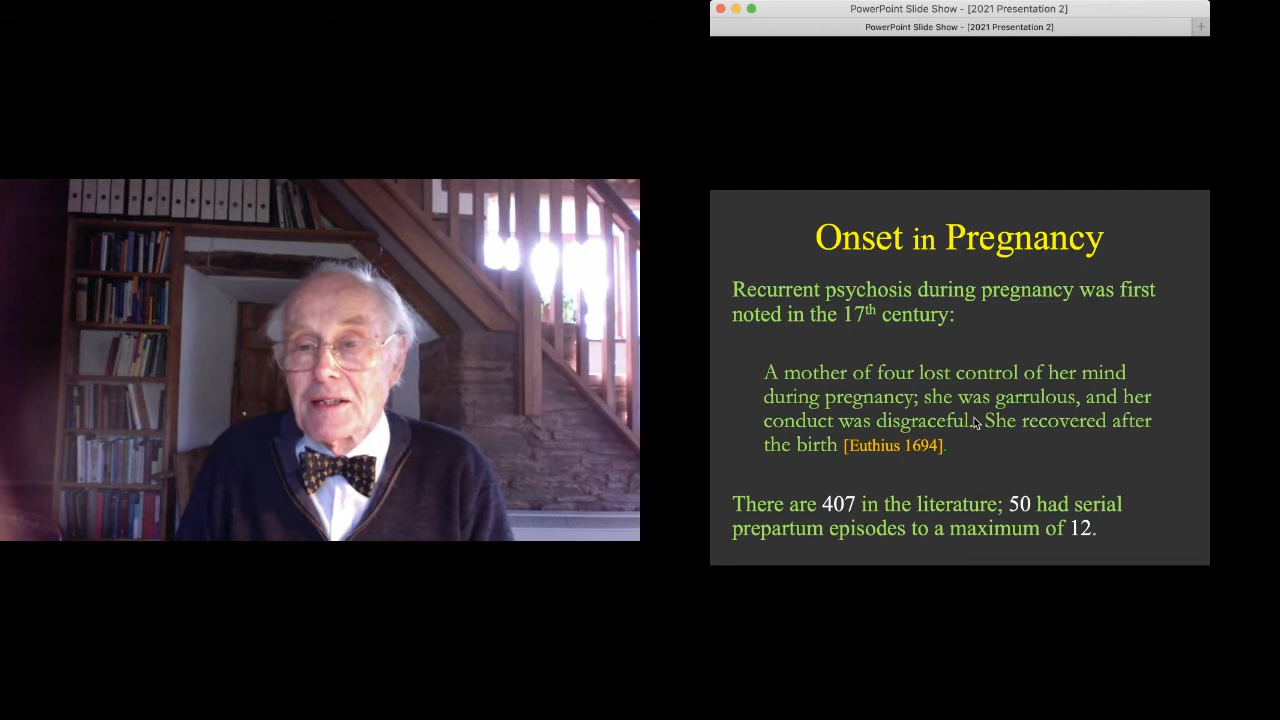 PowerPoint Slide Show - [2021 Presentation 2]
PowerPoint Slide Show - [2021 Presentation 2]
Onset in Pregnancy
Recurrent psychosis during pregnancy was first
noted in the 17th century:
A mother of four lost control of her mind
during pregnancy; she was garrulous, and her
conduct was disgraceful. She recovered after
the birth [Euthius 1694].
There are 407 in the literature; 50 had serial
prepartum episodes to a maximum of 12.